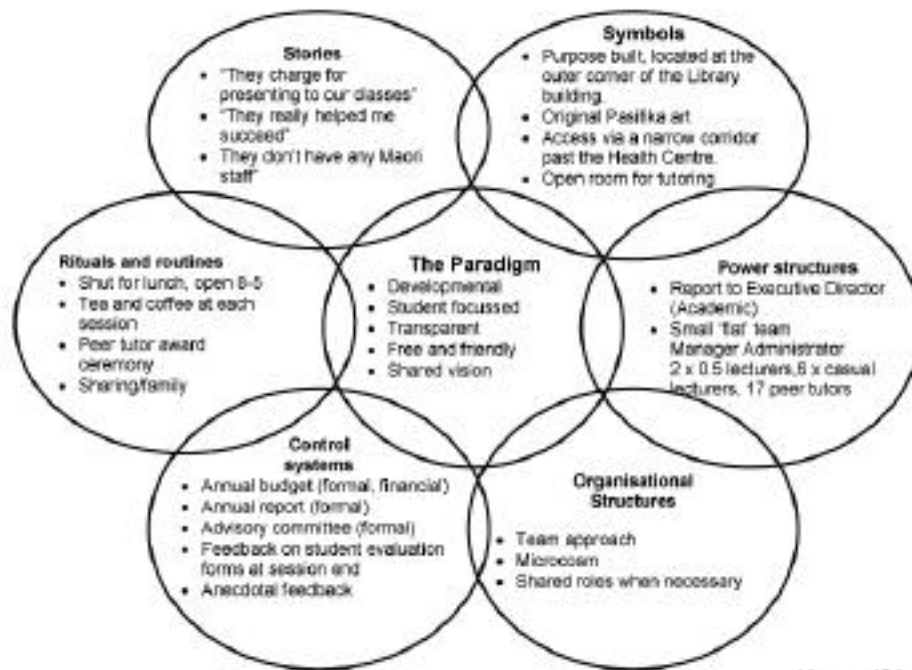 Stories
• "They charge for
presenting to our classes"
• "They really helped me
succeed"
• They don't have any Maori
staff"
Symbols
• Purpose built, located at the
outer corner of the Library
building.
• Original Pasifika art
• Access via a narrow corridor
past the Health Centre.
• Open room for tutoring
Rituals and routines
• Shut for lunch, open 8-5
• Tea and coffee at each
session
• Peer tutor award
ceremony
• Sharing/family
The Paradigm
• Developmental
• Student focussed
• Transparent
• Free and friendly
• Shared vision
Power structures
• Report to Executive Director
(Academic)
• Small 'flat' team
Manager Administrator
2 x 0.5 lecturers,6 x casual
lecturers, 17 peer tutors
Control
systems
• Annual budget (formal, financial)
• Annual report (formal)
• Advisory committee (formal)
• Feedback on student evaluation
forms at session end
• Anecdotal feedback
Organisational
Structures
• Team approach
• Microcosm
• Shared roles when necessary